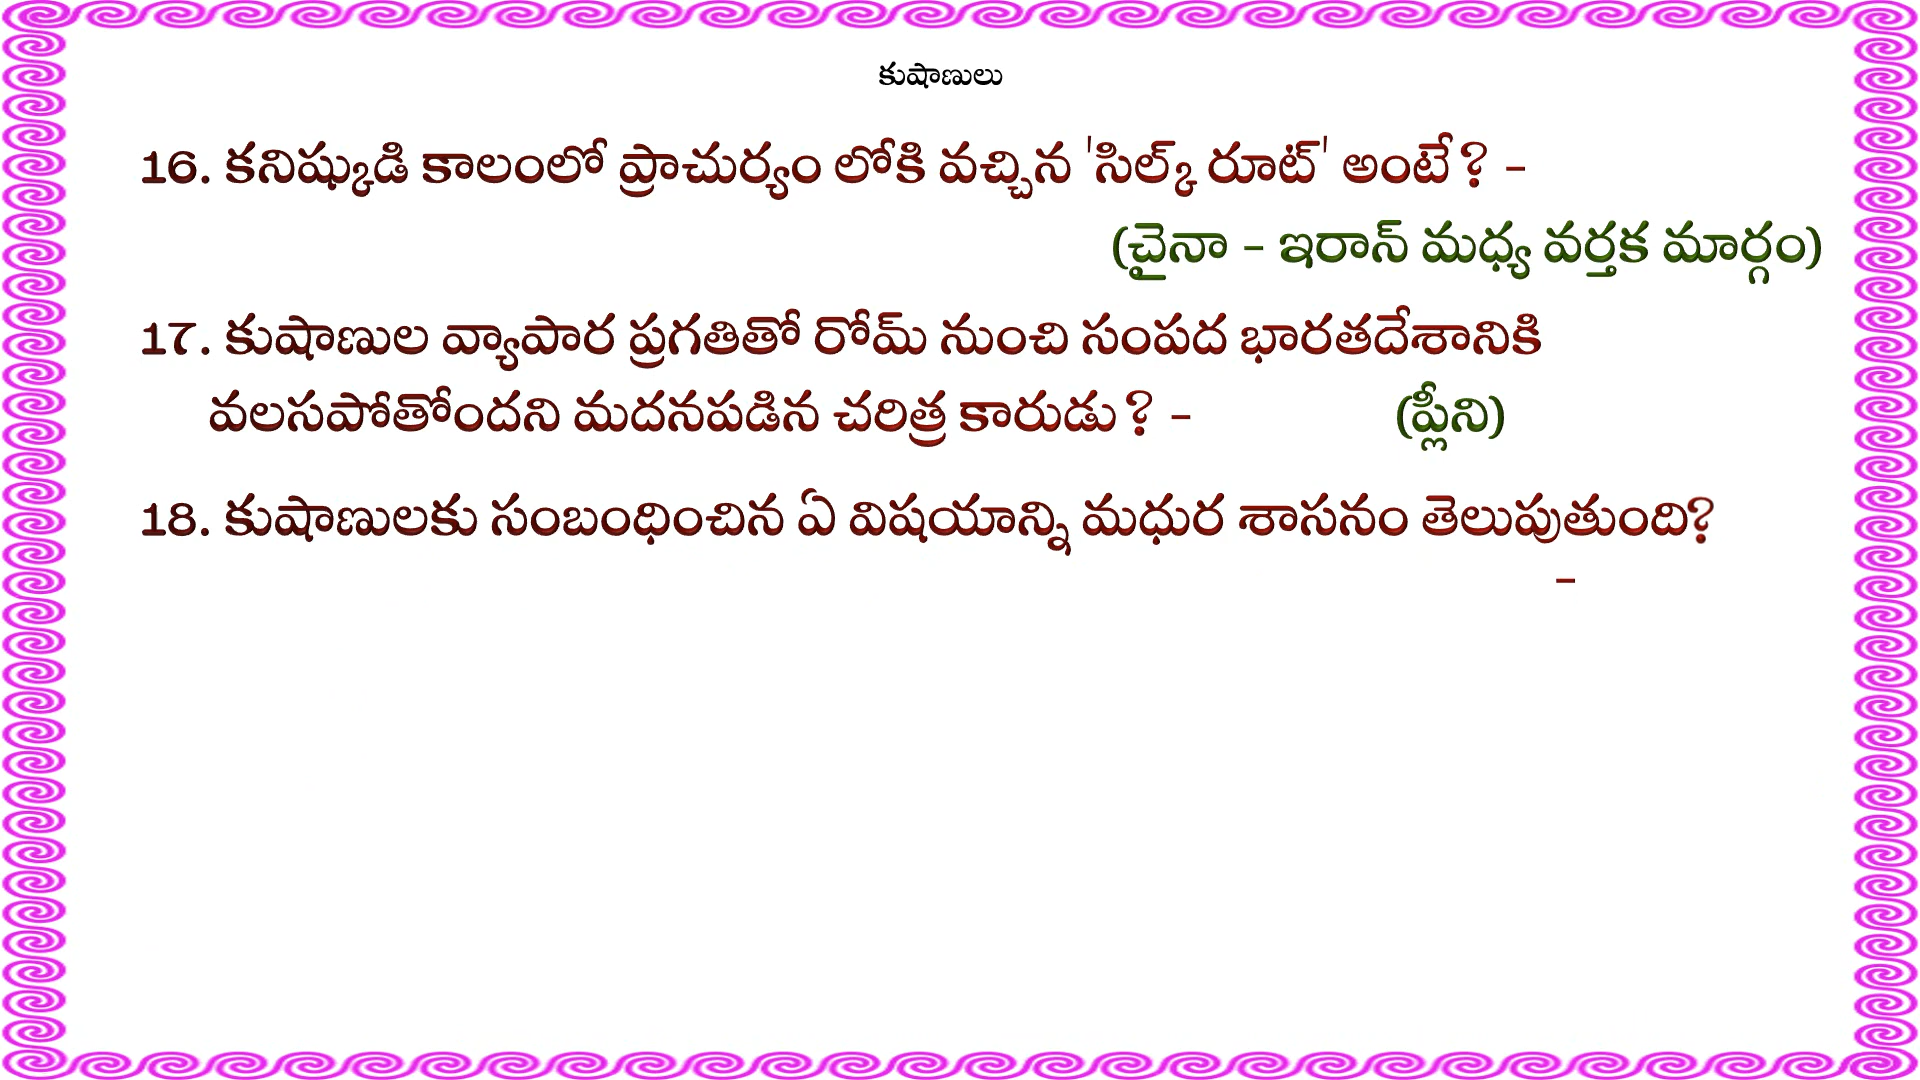 కుషాణులు
16. కనిష్కుడి కాలంలో ప్రాచుర్యం లోకి వచ్చిన 'సిల్క్ రూట్' అంటే? -
(చైనా - ఇరాన్ మధ్య వర్తక మార్గం)
17. కుషాణుల వ్యాపార ప్రగతితో రోమ్ నుంచి సంపద భారతదేశానికి
వలసపోతోందని మదనపడిన చరిత్ర కారుడు? - (ప్లీని)
18. కుషాణులకు సంబంధించిన ఏ విషయాన్ని మధుర శాసనం తెలుపుతుంది?
-